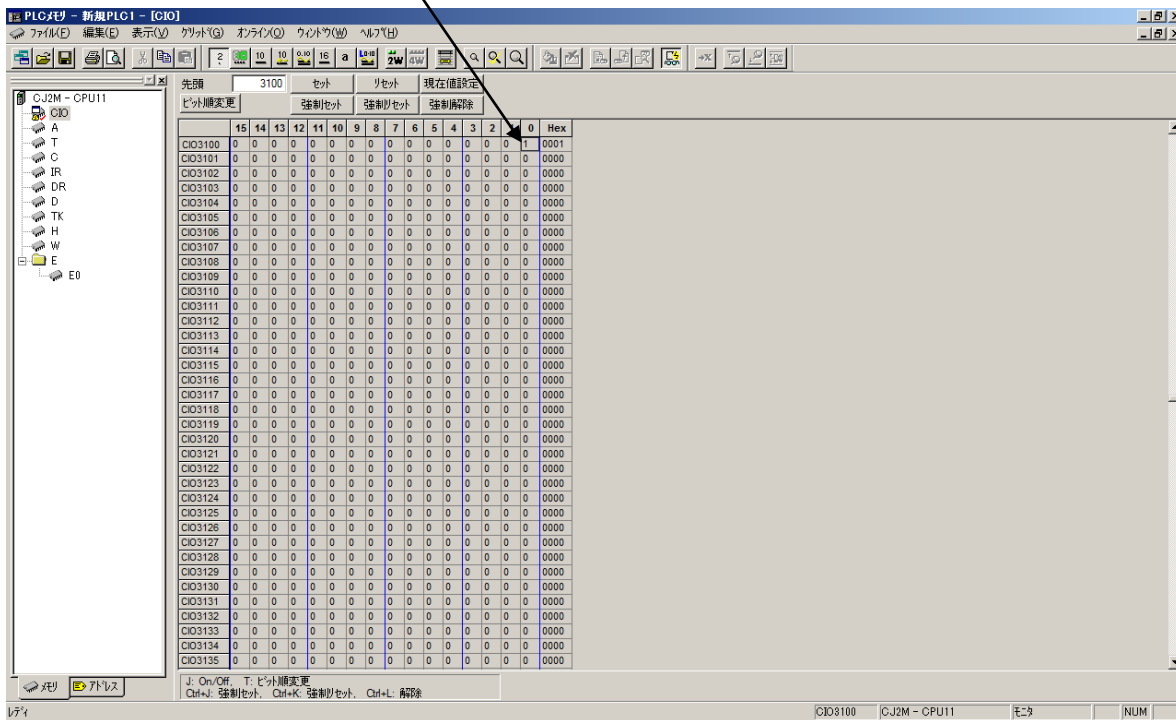 PLCメモリ - 新規PLC1 - [CIO]
ファイル(F) 編集(E) 表示(V) グリッド(G) オンライン(O) ウィンドウ(W) ヘルプ(H)
先頭 3100 セット リセット 現在値設定
ビット順変更 強制セット 強制リセット 強制解除
CJ2M - CPU11
CIO
A
T
C
IR
DR
D
TK
H
W
E
E0
15 14 13 12 11 10 9 8 7 6 5 4 3 2 1 0 Hex
CIO3100 0 0 0 0 0 0 0 0 0 0 0 0 0 0 0 1 0001
CIO3101 0 0 0 0 0 0 0 0 0 0 0 0 0 0 0 0 0000
CIO3102 0 0 0 0 0 0 0 0 0 0 0 0 0 0 0 0 0000
CIO3103 0 0 0 0 0 0 0 0 0 0 0 0 0 0 0 0 0000
CIO3104 0 0 0 0 0 0 0 0 0 0 0 0 0 0 0 0 0000
CIO3105 0 0 0 0 0 0 0 0 0 0 0 0 0 0 0 0 0000
CIO3106 0 0 0 0 0 0 0 0 0 0 0 0 0 0 0 0 0000
CIO3107 0 0 0 0 0 0 0 0 0 0 0 0 0 0 0 0 0000
CIO3108 0 0 0 0 0 0 0 0 0 0 0 0 0 0 0 0 0000
CIO3109 0 0 0 0 0 0 0 0 0 0 0 0 0 0 0 0 0000
CIO3110 0 0 0 0 0 0 0 0 0 0 0 0 0 0 0 0 0000
CIO3111 0 0 0 0 0 0 0 0 0 0 0 0 0 0 0 0 0000
CIO3112 0 0 0 0 0 0 0 0 0 0 0 0 0 0 0 0 0000
CIO3113 0 0 0 0 0 0 0 0 0 0 0 0 0 0 0 0 0000
CIO3114 0 0 0 0 0 0 0 0 0 0 0 0 0 0 0 0 0000
CIO3115 0 0 0 0 0 0 0 0 0 0 0 0 0 0 0 0 0000
CIO3116 0 0 0 0 0 0 0 0 0 0 0 0 0 0 0 0 0000
CIO3117 0 0 0 0 0 0 0 0 0 0 0 0 0 0 0 0 0000
CIO3118 0 0 0 0 0 0 0 0 0 0 0 0 0 0 0 0 0000
CIO3119 0 0 0 0 0 0 0 0 0 0 0 0 0 0 0 0 0000
CIO3120 0 0 0 0 0 0 0 0 0 0 0 0 0 0 0 0 0000
CIO3121 0 0 0 0 0 0 0 0 0 0 0 0 0 0 0 0 0000
CIO3122 0 0 0 0 0 0 0 0 0 0 0 0 0 0 0 0 0000
CIO3123 0 0 0 0 0 0 0 0 0 0 0 0 0 0 0 0 0000
CIO3124 0 0 0 0 0 0 0 0 0 0 0 0 0 0 0 0 0000
CIO3125 0 0 0 0 0 0 0 0 0 0 0 0 0 0 0 0 0000
CIO3126 0 0 0 0 0 0 0 0 0 0 0 0 0 0 0 0 0000
CIO3127 0 0 0 0 0 0 0 0 0 0 0 0 0 0 0 0 0000
CIO3128 0 0 0 0 0 0 0 0 0 0 0 0 0 0 0 0 0000
CIO3129 0 0 0 0 0 0 0 0 0 0 0 0 0 0 0 0 0000
CIO3130 0 0 0 0 0 0 0 0 0 0 0 0 0 0 0 0 0000
CIO3131 0 0 0 0 0 0 0 0 0 0 0 0 0 0 0 0 0000
CIO3132 0 0 0 0 0 0 0 0 0 0 0 0 0 0 0 0 0000
CIO3133 0 0 0 0 0 0 0 0 0 0 0 0 0 0 0 0 0000
CIO3134 0 0 0 0 0 0 0 0 0 0 0 0 0 0 0 0 0000
CIO3135 0 0 0 0 0 0 0 0 0 0 0 0 0 0 0 0 0000
メモリ アドレス
J: On/Off, T: ビット順変更
Ctrl+J: 強制セット, Ctrl+K: 強制リセット, Ctrl+L: 解除
レディ CIO3100 CJ2M - CPU11 モニタ NUM